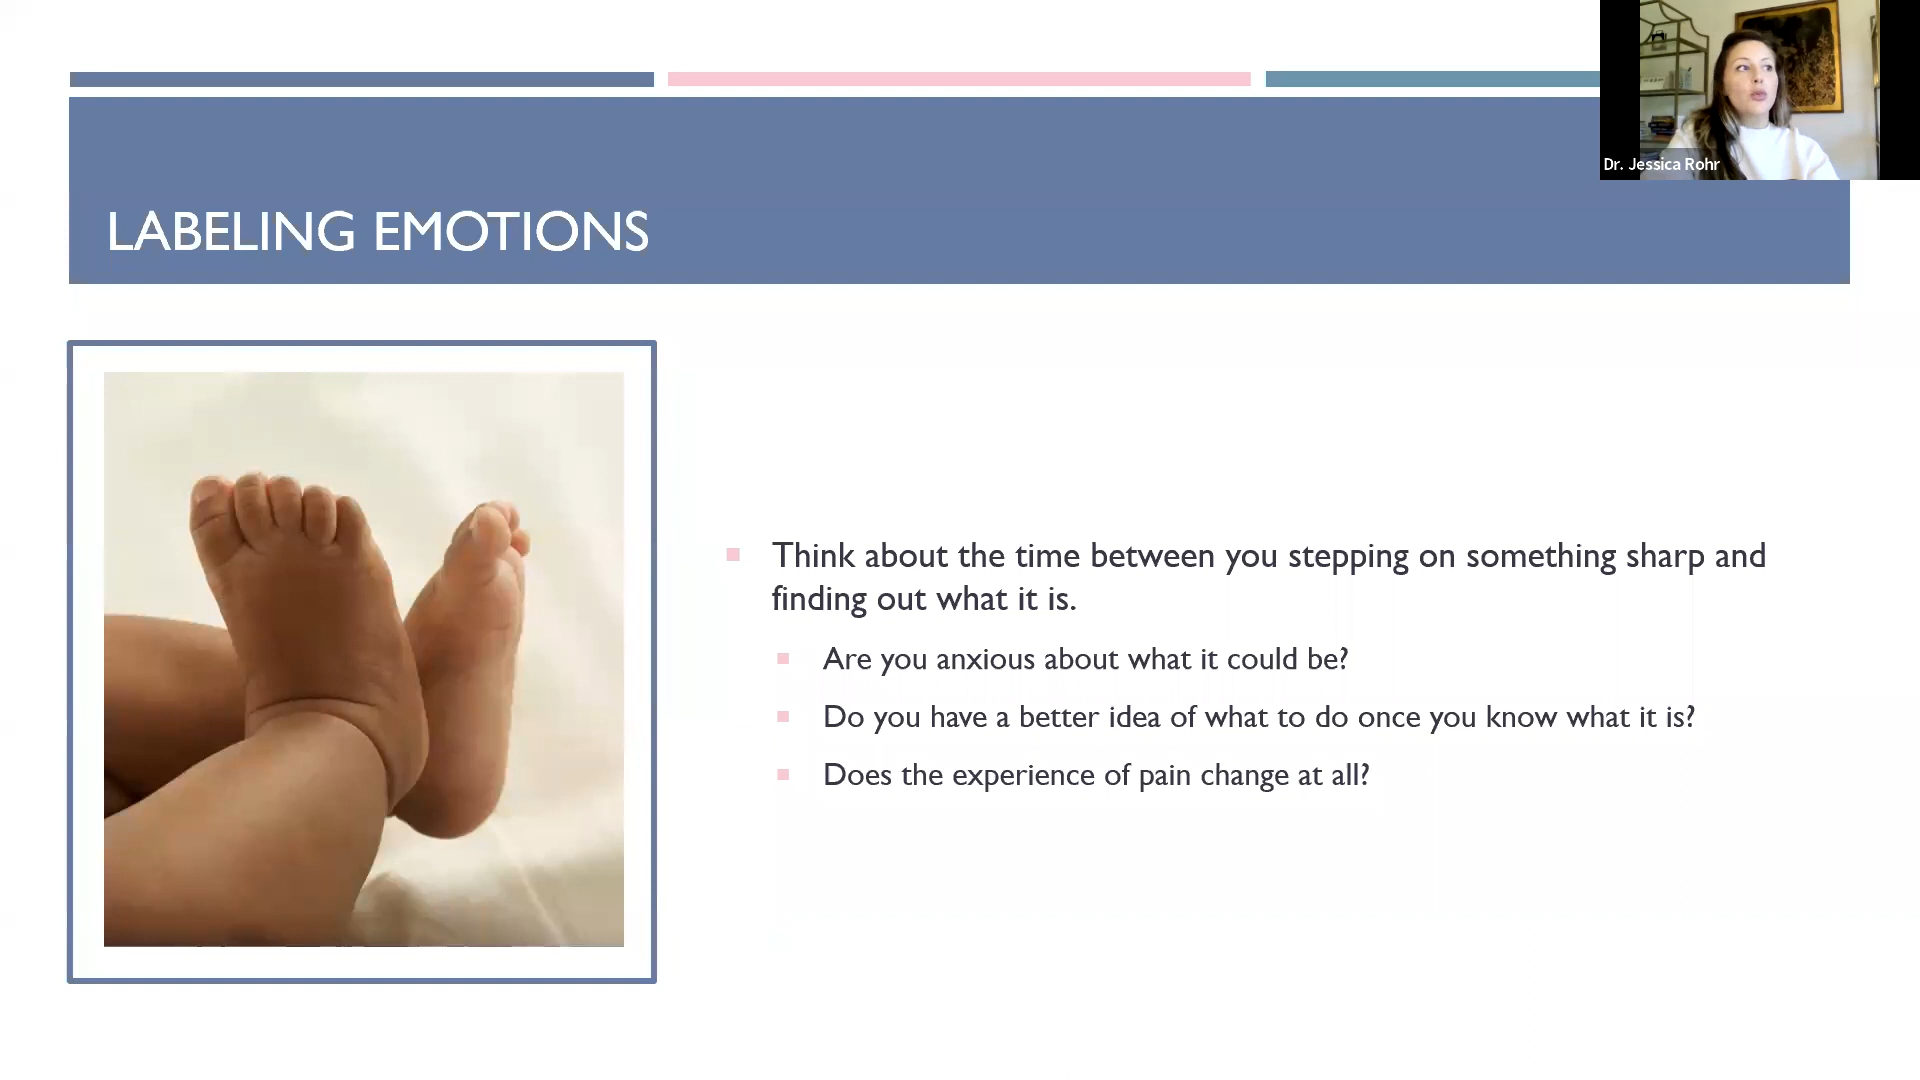 Dr. Jessica Rohr
LABELING EMOTIONS
Think about the time between you stepping on something sharp and
finding out what it is.
Are you anxious about what it could be?
Do you have a better idea of what to do once you know what it is?
Does the experience of pain change at all?